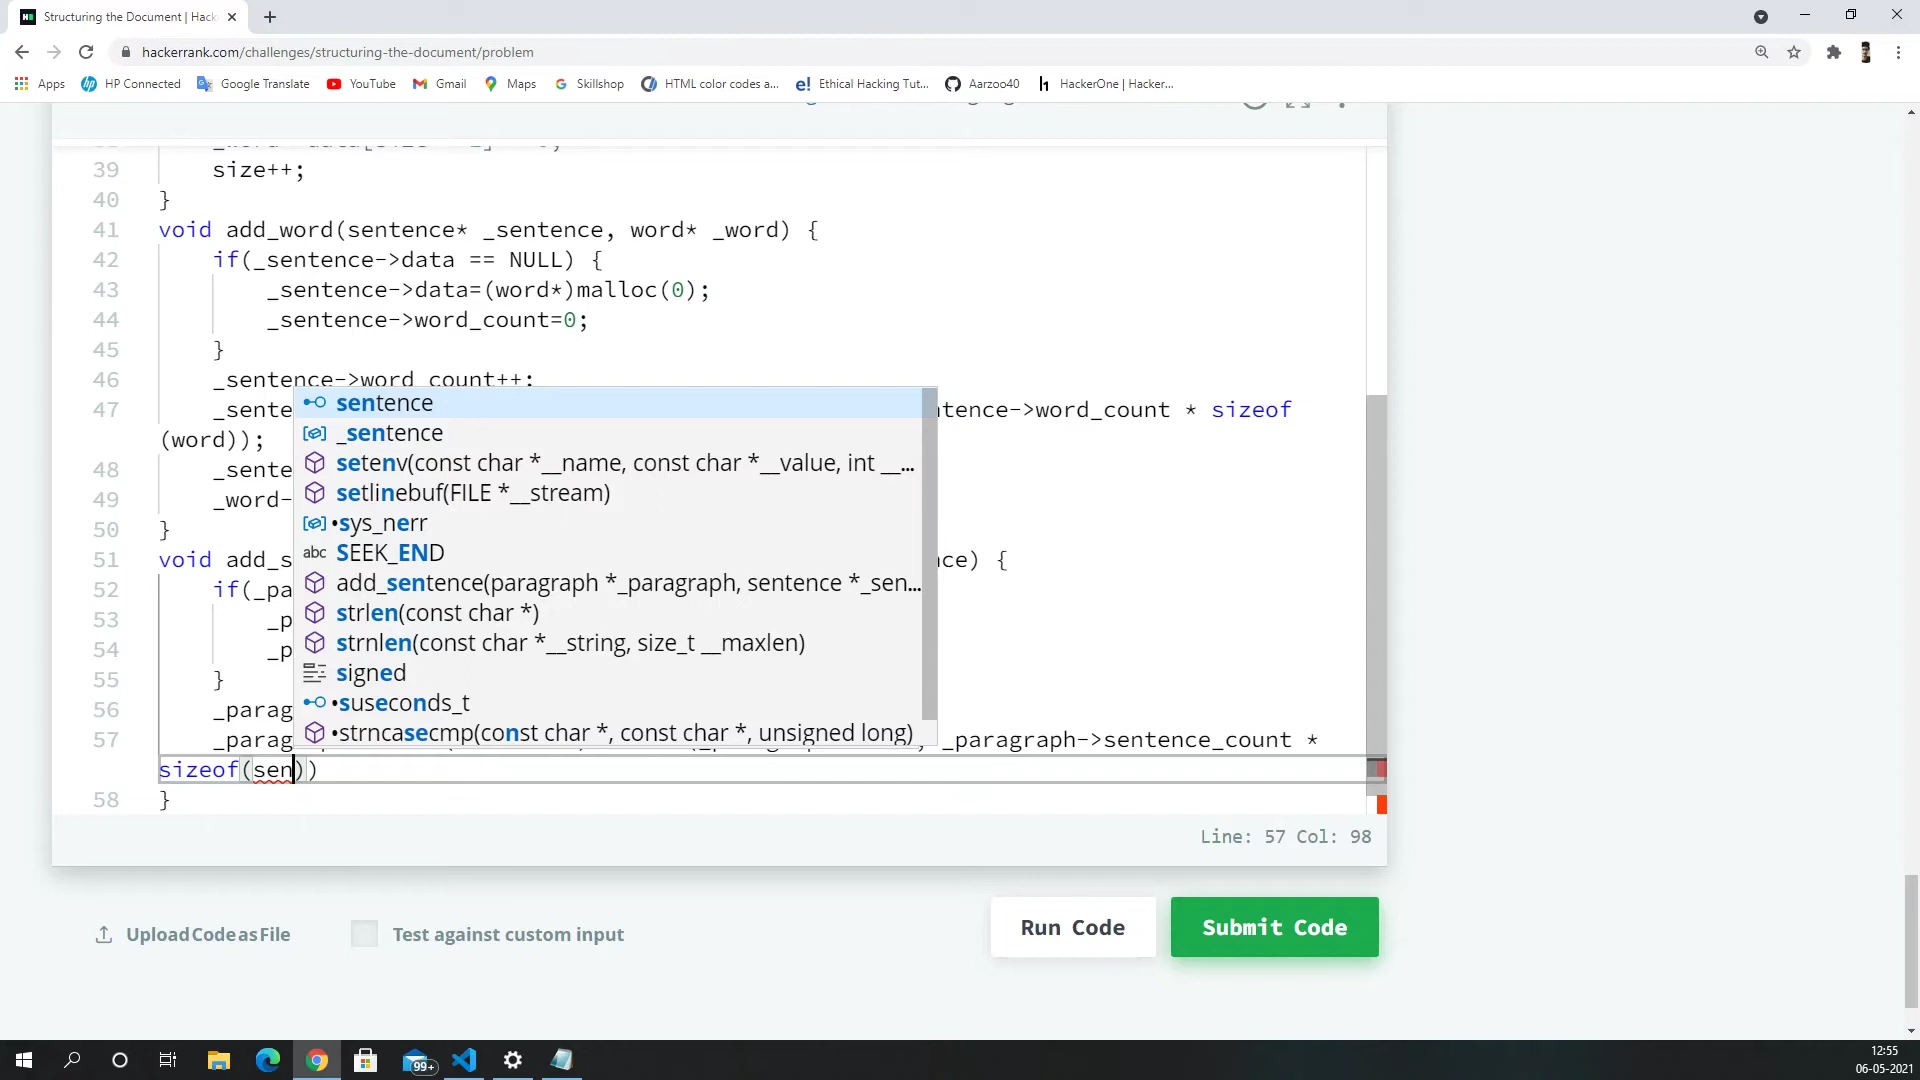 Structuring the Document | Hack
hackerrank.com/challenges/structuring-the-document/problem
Apps HP Connected Google Translate YouTube Gmail Maps Skillshop HTML color codes a... Ethical Hacking Tut... Aarzoo40 HackerOne | Hacker...
39 size++;
40 }
41 void add_word(sentence* _sentence, word* _word) {
42 if(_sentence->data == NULL) {
43 _sentence->data=(word*)malloc(0);
44 _sentence->word_count=0;
45 }
46 _sentence->word_count++;
47 _sente tence->word_count * sizeof
(word));
48 _sente
49 _word-
50 }
51 void add_s nce) {
52 if(_pa
53 _p
54 _p
55 }
56 _parag
57 _parag _paragraph->sentence_count *
sizeof(sen))
58 }
sentence
_sentence
setenv(const char *__name, const char *__value, int __...
setlinebuf(FILE *__stream)
•sys_nerr
abc SEEK_END
add_sentence(paragraph *_paragraph, sentence *_sen...
strlen(const char *)
strnlen(const char *__string, size_t __maxlen)
signed
•suseconds_t
•strncasecmp(const char *, const char *, unsigned long)
Line: 57 Col: 98
Upload Code as File
Test against custom input
Run Code
Submit Code
99+
12:55
06-05-2021